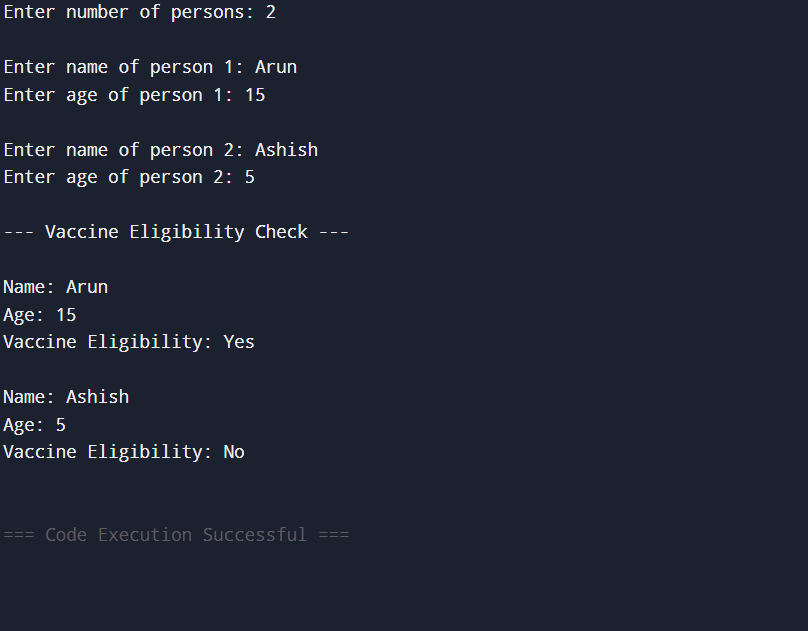 Enter number of persons: 2
Enter name of person 1: Arun
Enter age of person 1: 15
Enter name of person 2: Ashish
Enter age of person 2: 5
--- Vaccine Eligibility Check ---
Name: Arun
Age: 15
Vaccine Eligibility: Yes
Name: Ashish
Age: 5
Vaccine Eligibility: No
=== Code Execution Successful ===